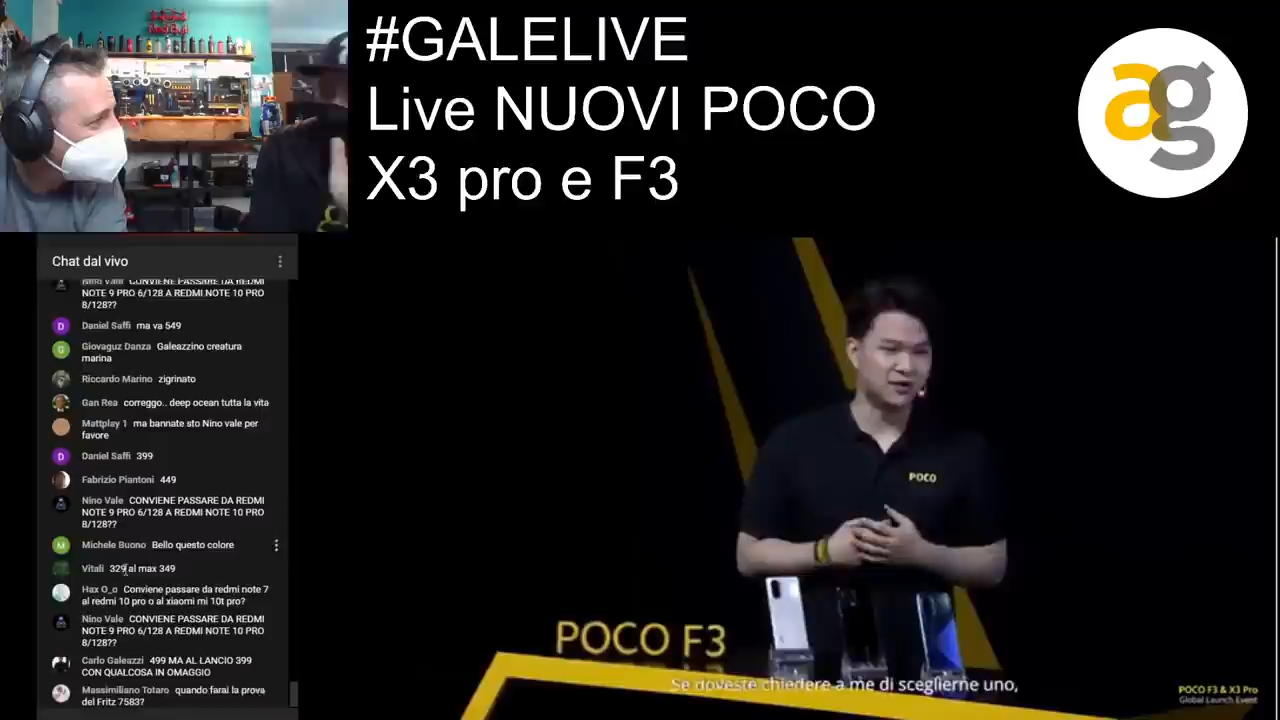 #GALELIVE
Live NUOVI POCO
X3 pro e F3
ag
Chat dal vivo
Nino Vale CONVIENE PASSARE DA REDMI
NOTE 9 PRO 6/128 A REDMI NOTE 10 PRO
8/128??
D Daniel Saffi ma va 549
G Giovaguz Danza Galeazzino creatura
marina
Riccardo Marino zigrinato
Gan Rea correggo.. deep ocean tutta la vita
Mattplay 1 ma bannate sto Nino vale per
favore
D Daniel Saffi 399
Fabrizio Piantoni 449
Nino Vale CONVIENE PASSARE DA REDMI
NOTE 9 PRO 6/128 A REDMI NOTE 10 PRO
8/128??
M Michele Buono Bello questo colore
Vitali 329 al max 349
Hax O_o Conviene passare da redmi note 7
al redmi 10 pro o al xiaomi mi 10t pro?
Nino Vale CONVIENE PASSARE DA REDMI
NOTE 9 PRO 6/128 A REDMI NOTE 10 PRO
8/128??
Carlo Galeazzi 499 MA AL LANCIO 399
CON QUALCOSA IN OMAGGIO
Massimiliano Totaro quando farai la prova
del Fritz 7583?
POCO
POCO F3
Se doveste chiedere a me di sceglierne uno,
POCO F3 & X3 Pro
Global Launch Event